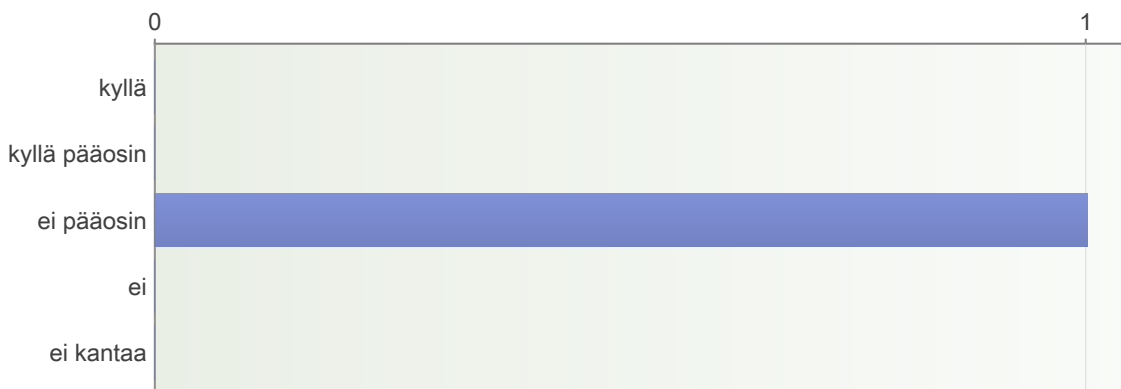 0 1
kyllä
kyllä pääosin
ei pääosin
ei
ei kantaa